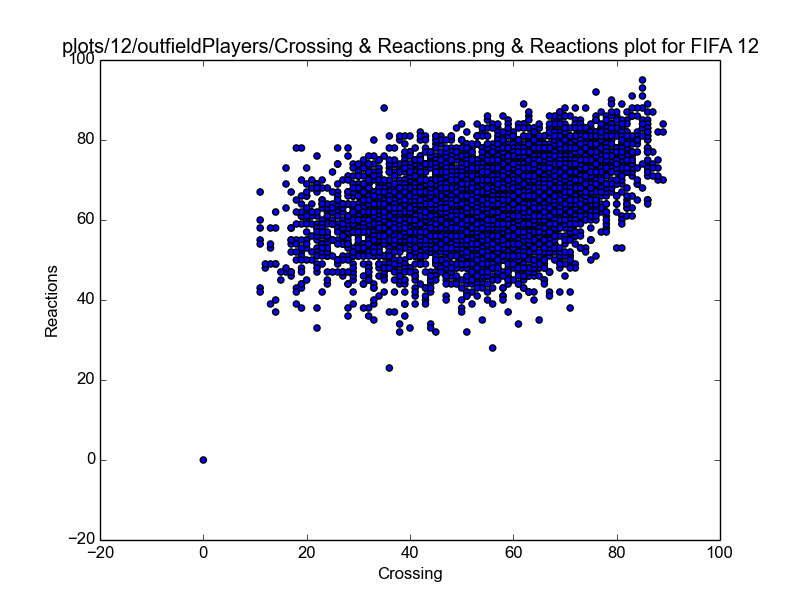 plots/12/outfieldPlayers/Crossing & Reactions.png & Reactions plot for FIFA 12
100
80
60
40
20
0
−20
Reactions
−20 0 20 40 60 80 100
Crossing